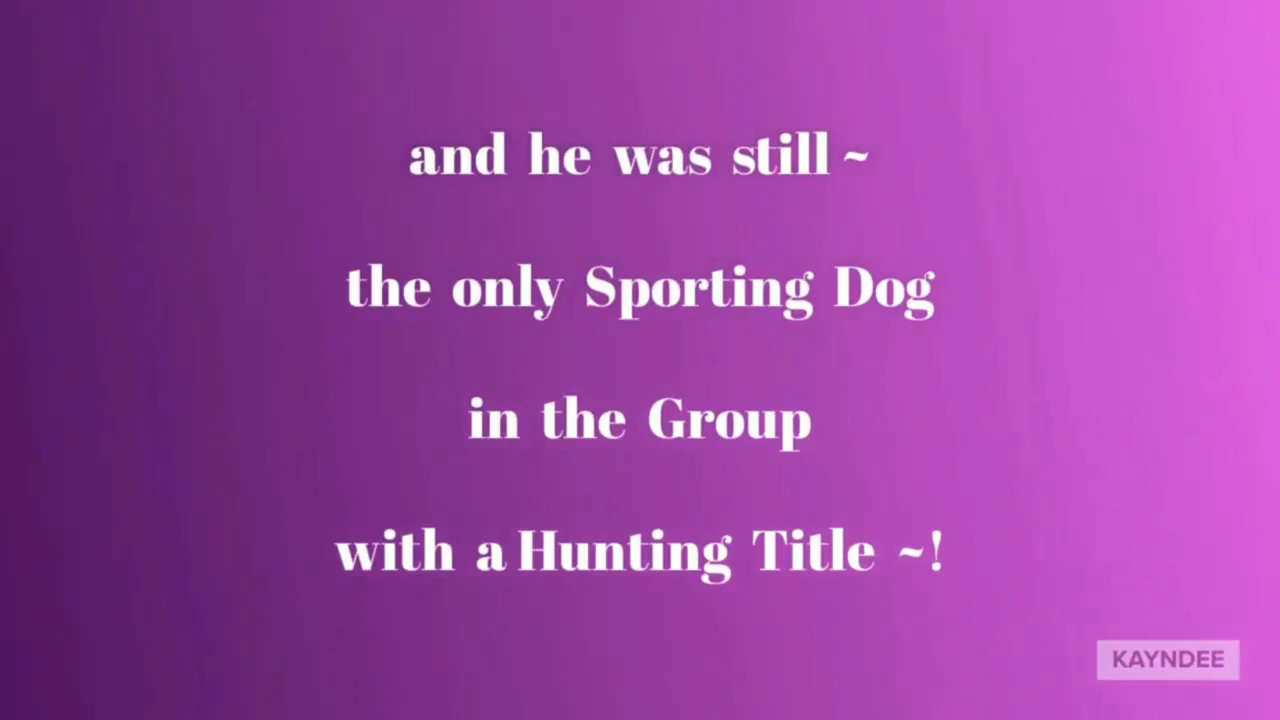 and he was still ~
the only Sporting Dog
in the Group
with a Hunting Title ~!
KAYNDEE